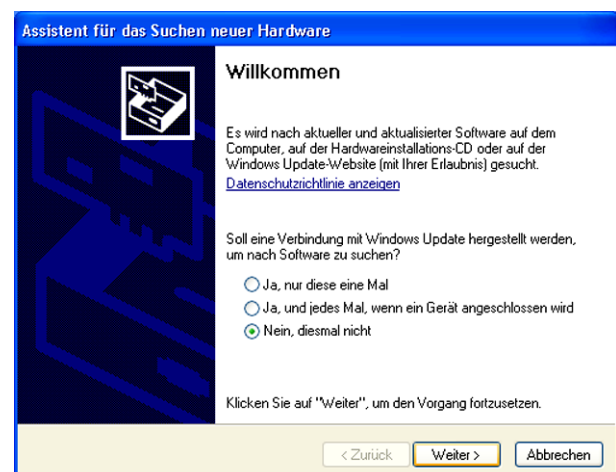 Assistent für das Suchen neuer Hardware
Willkommen
Es wird nach aktueller und aktualisierter Software auf dem
Computer, auf der Hardwareinstallations-CD oder auf der
Windows Update-Website (mit Ihrer Erlaubnis) gesucht.
Datenschutzrichtlinie anzeigen
Soll eine Verbindung mit Windows Update hergestellt werden,
um nach Software zu suchen?
Ja, nur diese eine Mal
Ja, und jedes Mal, wenn ein Gerät angeschlossen wird
Nein, diesmal nicht
Klicken Sie auf "Weiter", um den Vorgang fortzusetzen.
< Zurück Weiter > Abbrechen